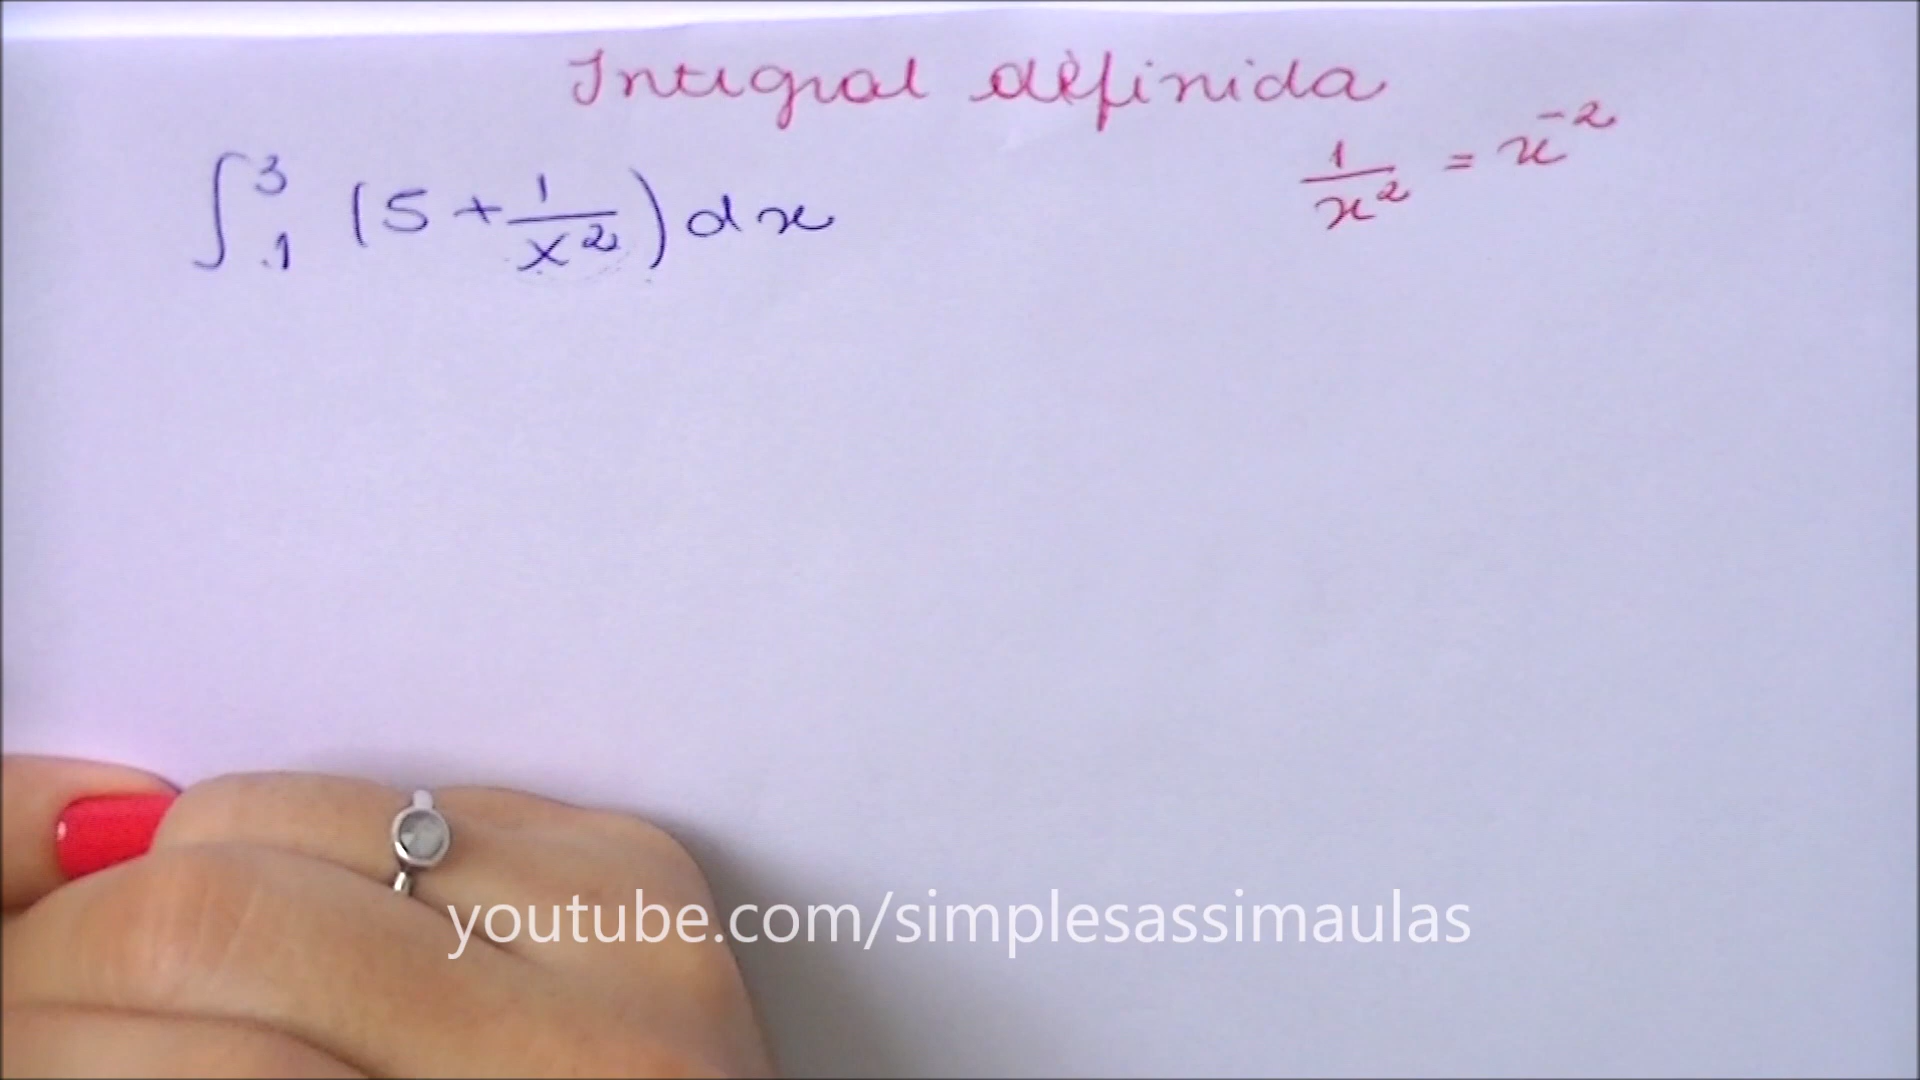 Integral definida
∫₁³ (5 + 1/x²) dx
1/x² = x⁻²
youtube.com/simplesassimaulas